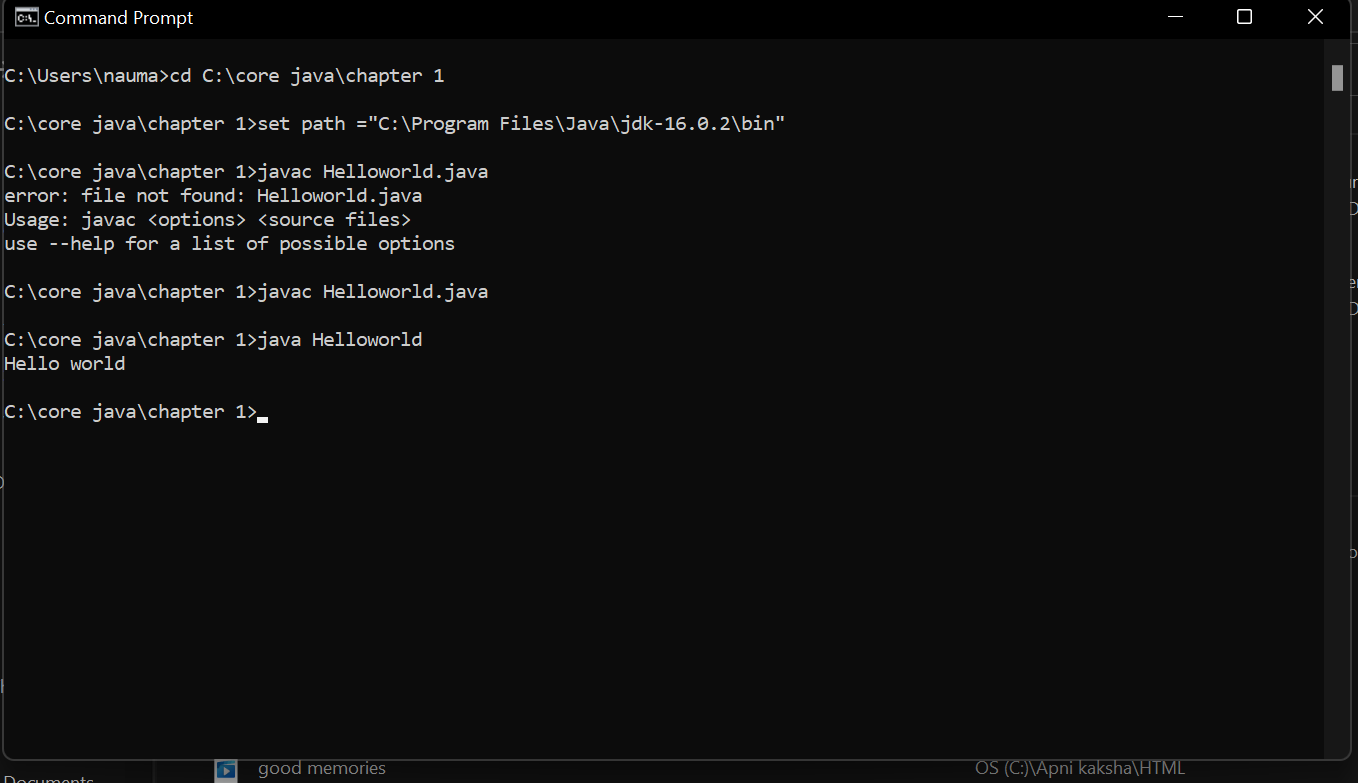 Command Prompt
C:\Users\nauma>cd C:\core java\chapter 1
C:\core java\chapter 1>set path ="C:\Program Files\Java\jdk-16.0.2\bin"
C:\core java\chapter 1>javac Helloworld.java
error: file not found: Helloworld.java
Usage: javac <options> <source files>
use --help for a list of possible options
C:\core java\chapter 1>javac Helloworld.java
C:\core java\chapter 1>java Helloworld
Hello world
C:\core java\chapter 1>
good memories
OS (C:)\Apni kaksha\HTML
Documents